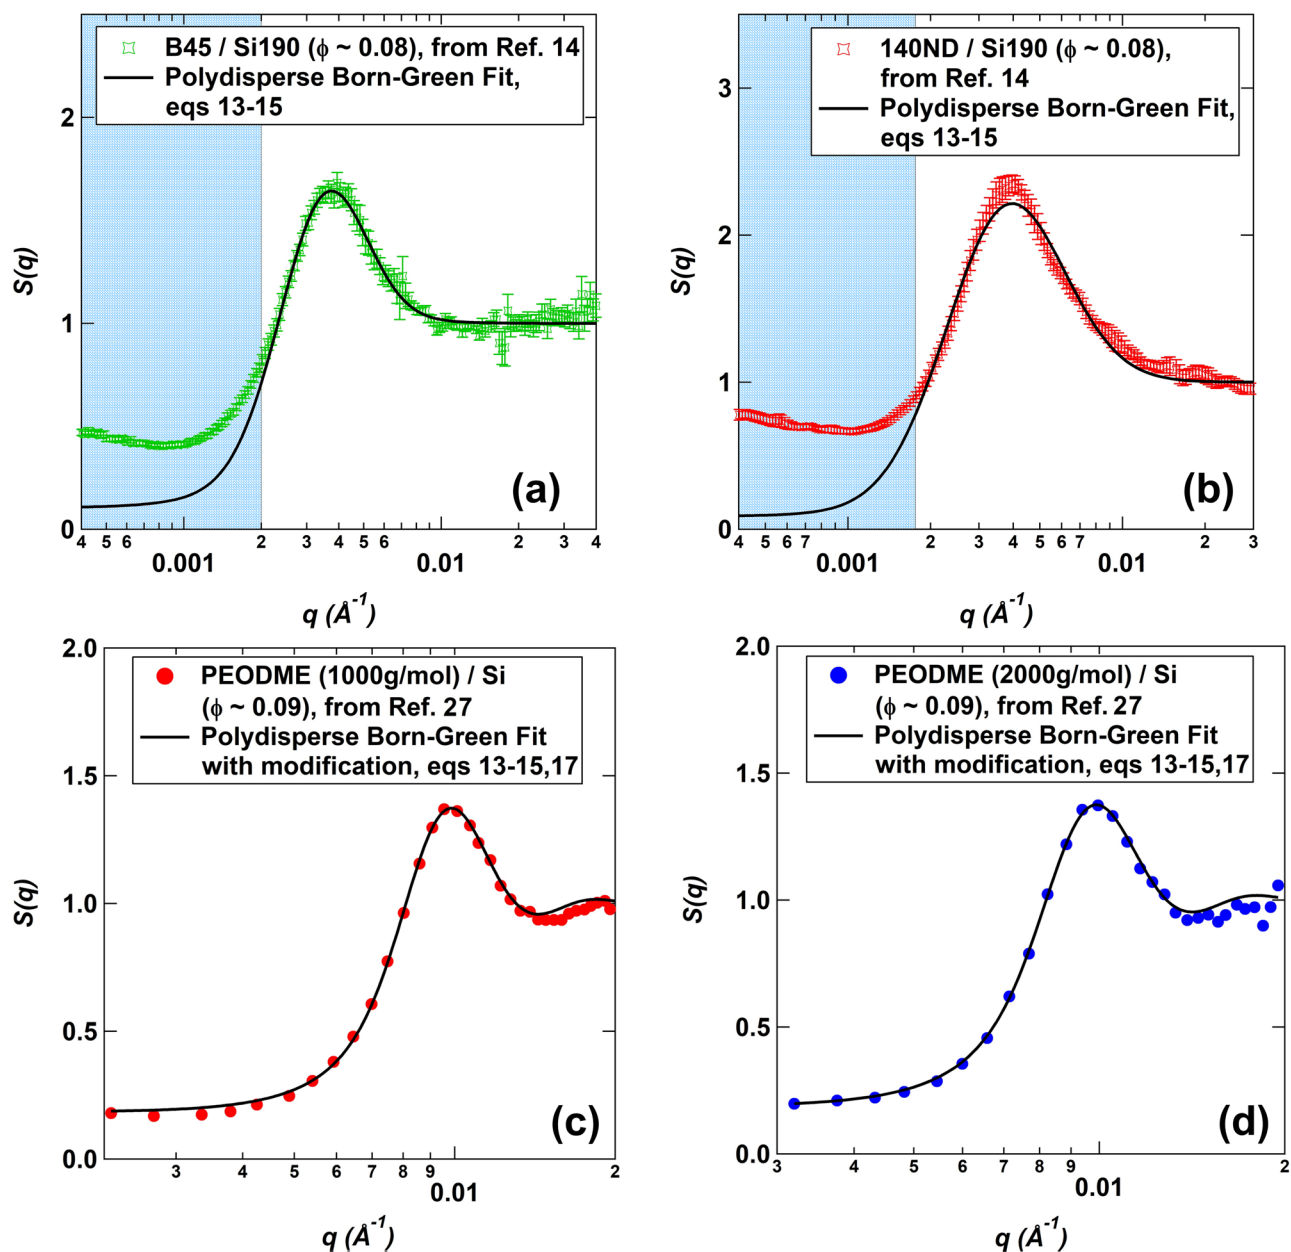 B45 / Si190 (ϕ ~ 0.08), from Ref. 14
Polydisperse Born-Green Fit,
eqs 13-15
S(q)
2
1
0
(a)
4 5 6 2 3 4 5 6 2 3 4
0.001 0.01
q (Å⁻¹)
140ND / Si190 (ϕ ~ 0.08),
from Ref. 14
Polydisperse Born-Green Fit,
eqs 13-15
S(q)
3
2
1
0
(b)
4 5 6 7 2 3 4 5 6 7 2 3
0.001 0.01
q (Å⁻¹)
PEODME (1000g/mol) / Si
(ϕ ~ 0.09), from Ref. 27
Polydisperse Born-Green Fit
with modification, eqs 13-15,17
S(q)
2.0
1.5
1.0
0.5
0.0
(c)
3 4 5 6 7 8 9 2
0.01
q (Å⁻¹)
PEODME (2000g/mol) / Si
(ϕ ~ 0.09), from Ref. 27
Polydisperse Born-Green Fit
with modification, eqs 13-15,17
S(q)
2.0
1.5
1.0
0.5
0.0
(d)
3 4 5 6 7 8 9 2
0.01
q (Å⁻¹)